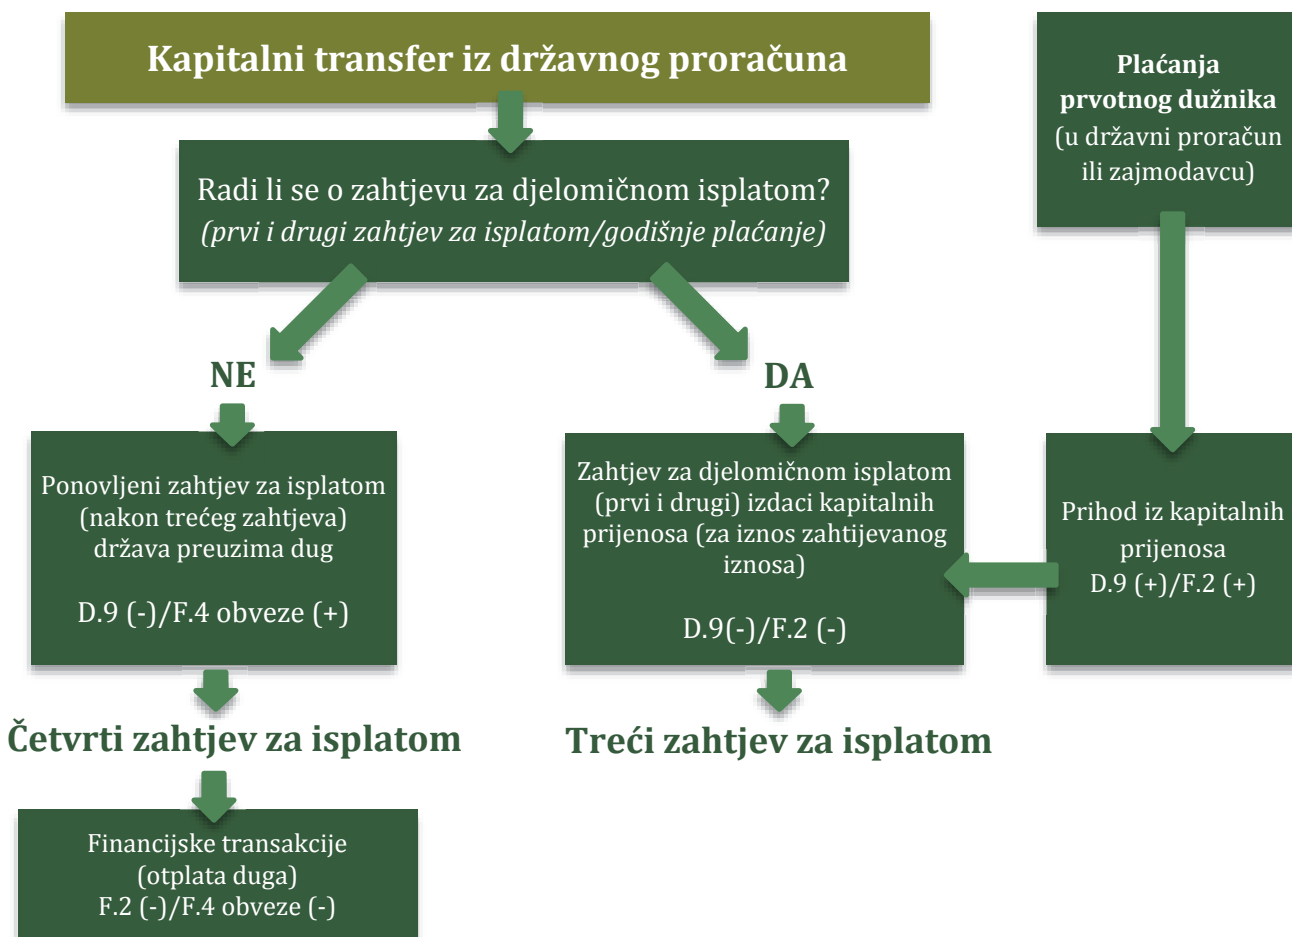 Kapitalni transfer iz državnog proračuna
Plaćanja
prvotnog dužnika
(u državni proračun
ili zajmodavcu)
Radi li se o zahtjevu za djelomičnom isplatom?
(prvi i drugi zahtjev za isplatom/godišnje plaćanje)
NE
DA
Ponovljeni zahtjev za isplatom
(nakon trećeg zahtjeva)
država preuzima dug
D.9 (-)/F.4 obveze (+)
Zahtjev za djelomičnom isplatom
(prvi i drugi) izdaci kapitalnih
prijenosa (za iznos zahtijevanog
iznosa)
D.9(-)/F.2 (-)
Prihod iz kapitalnih
prijenosa
D.9 (+)/F.2 (+)
Četvrti zahtjev za isplatom
Treći zahtjev za isplatom
Financijske transakcije
(otplata duga)
F.2 (-)/F.4 obveze (-)